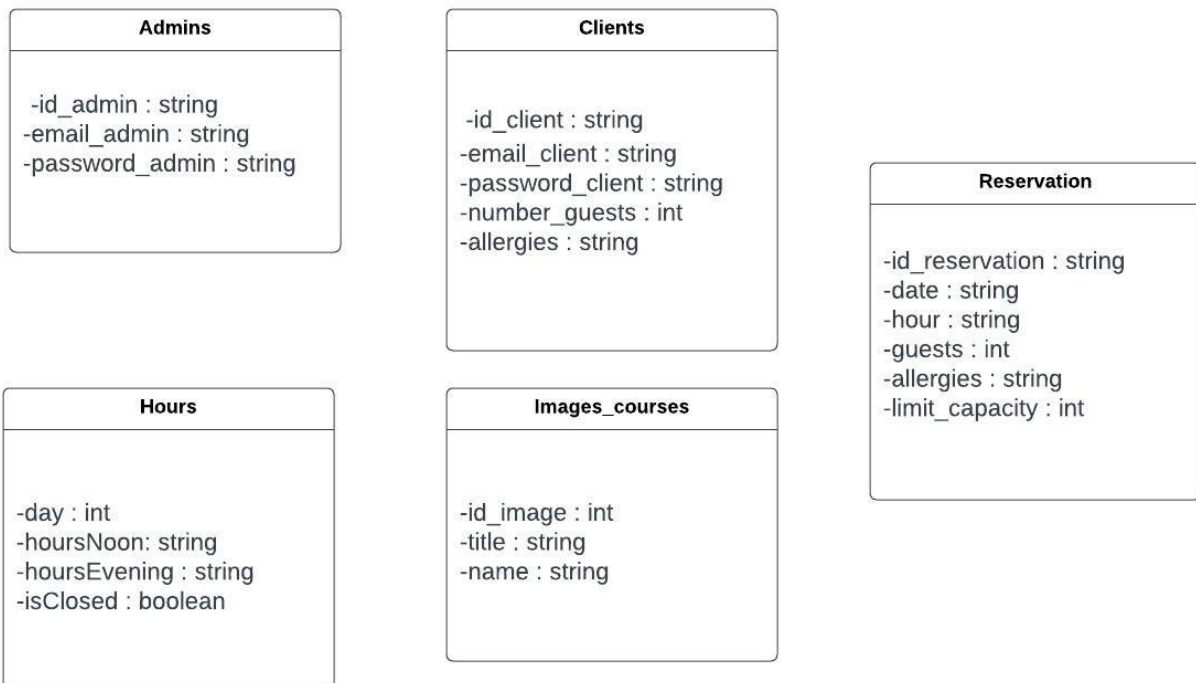 Admins
-id_admin : string
-email_admin : string
-password_admin : string
Clients
-id_client : string
-email_client : string
-password_client : string
-number_guests : int
-allergies : string
Reservation
-id_reservation : string
-date : string
-hour : string
-guests : int
-allergies : string
-limit_capacity : int
Hours
-day : int
-hoursNoon: string
-hoursEvening : string
-isClosed : boolean
Images_courses
-id_image : int
-title : string
-name : string